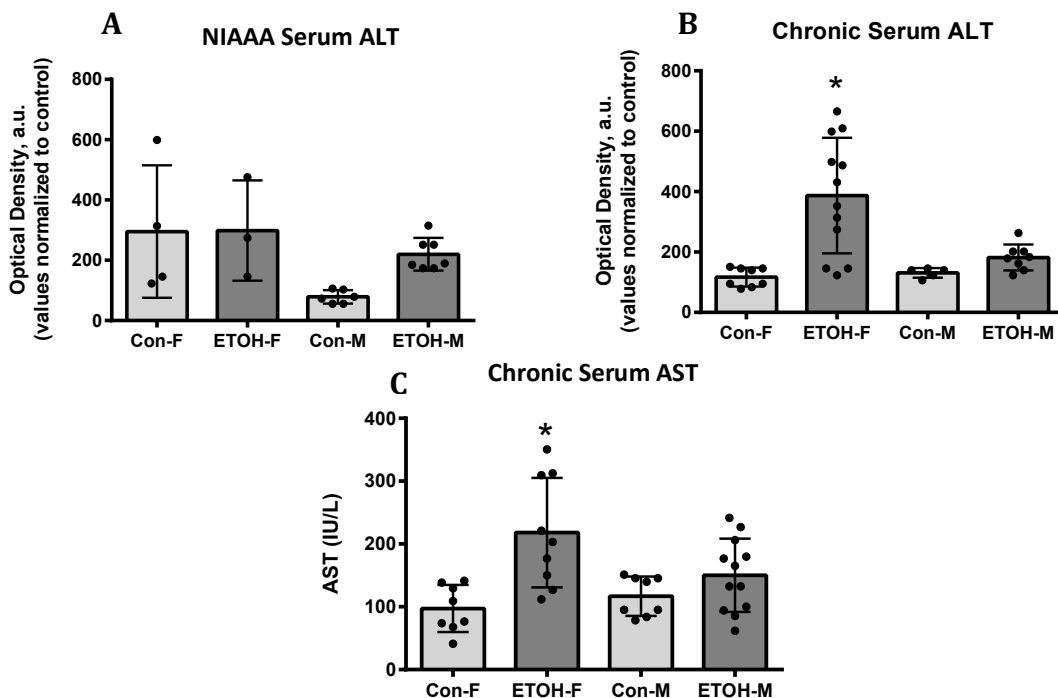 A
NIAAA Serum ALT
Optical Density, a.u.
(values normalized to control)
800
600
400
200
0
Con-F ETOH-F Con-M ETOH-M
B
Chronic Serum ALT
Optical Density, a.u.
(values normalized to control)
800
600
400
200
0
*
Con-F ETOH-F Con-M ETOH-M
C
Chronic Serum AST
AST (IU/L)
400
300
200
100
0
*
Con-F ETOH-F Con-M ETOH-M